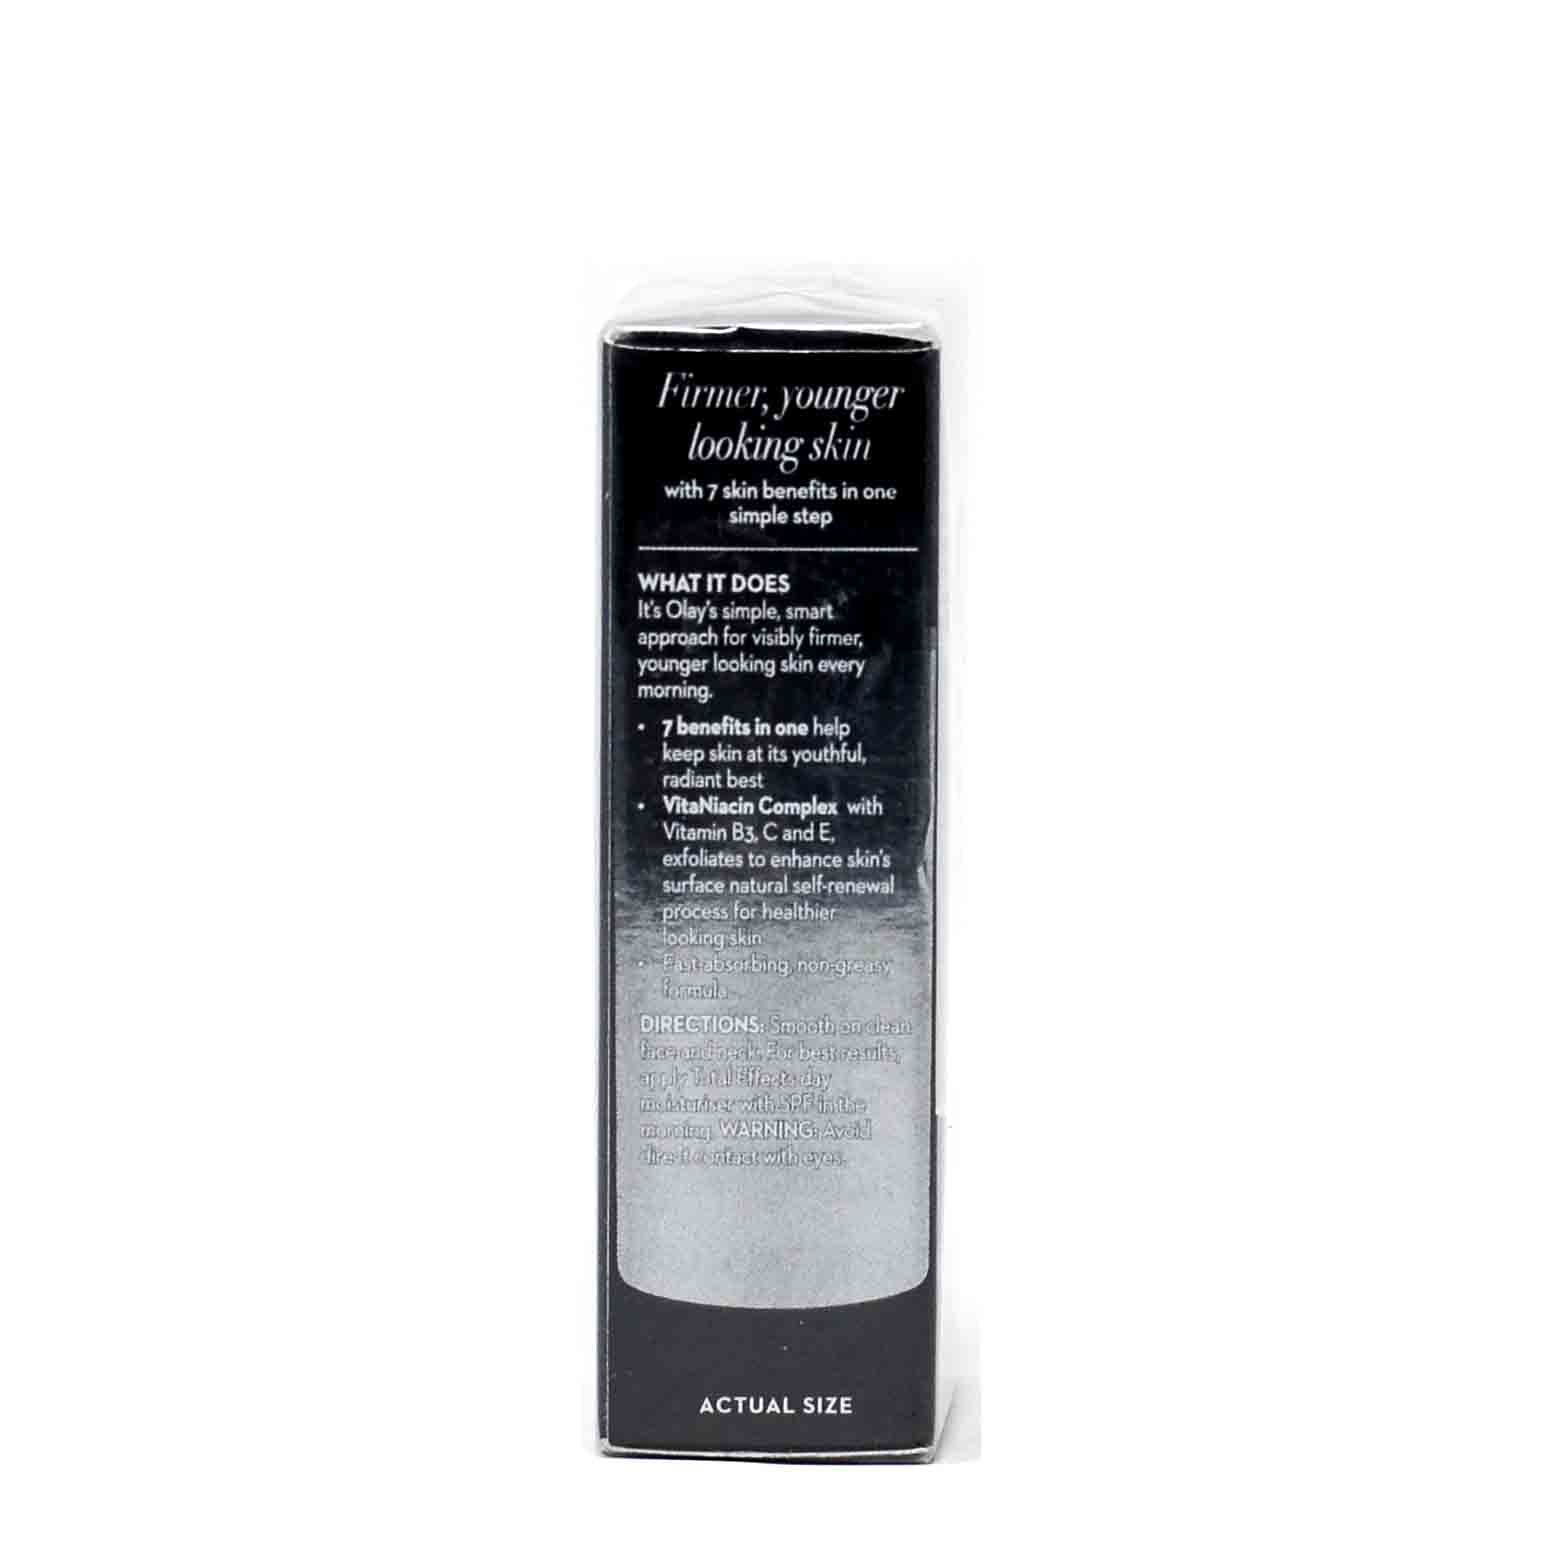 Firmer, younger
looking skin
with 7 skin benefits in one
simple step
WHAT IT DOES
It's Olay's simple, smart
approach for visibly firmer,
younger looking skin every
morning.
• 7 benefits in one help
keep skin at its youthful,
radiant best
• VitaNiacin Complex with
Vitamin B3, C and E,
exfoliates to enhance skin's
surface natural self-renewal
process for healthier
looking skin
• Fast-absorbing, non-greasy
formula
DIRECTIONS: Smooth on clean
face and neck. For best results,
apply Total Effects day
moisturiser with SPF in the
morning. WARNING: Avoid
direct contact with eyes.
ACTUAL SIZE